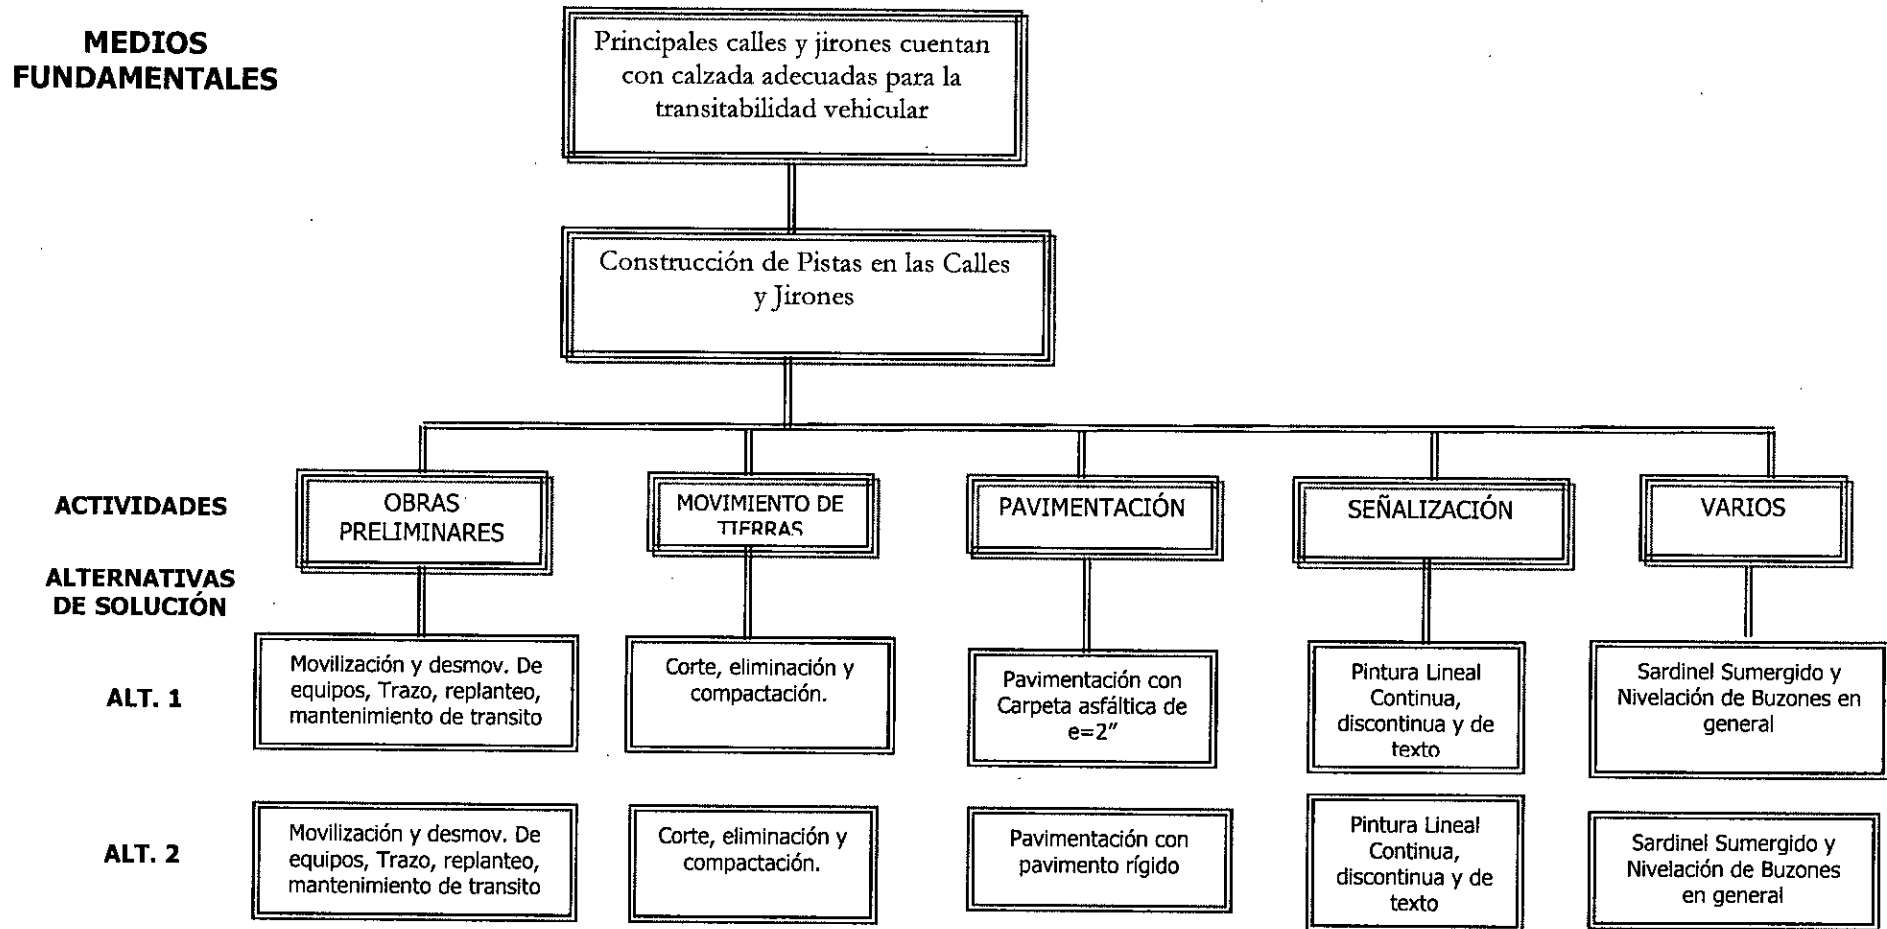 MEDIOS
FUNDAMENTALES
Principales calles y jirones cuentan
con calzada adecuadas para la
transitabilidad vehicular
Construcción de Pistas en las Calles
y Jirones
ACTIVIDADES
OBRAS
PRELIMINARES
MOVIMIENTO DE
TIERRAS
PAVIMENTACIÓN
SEÑALIZACIÓN
VARIOS
ALTERNATIVAS
DE SOLUCIÓN
ALT. 1
Movilización y desmov. De
equipos, Trazo, replanteo,
mantenimiento de transito
Corte, eliminación y
compactación.
Pavimentación con
Carpeta asfáltica de
e=2"
Pintura Lineal
Continua,
discontinua y de
texto
Sardinel Sumergido y
Nivelación de Buzones en
general
ALT. 2
Movilización y desmov. De
equipos, Trazo, replanteo,
mantenimiento de transito
Corte, eliminación y
compactación.
Pavimentación con
pavimento rígido
Pintura Lineal
Continua,
discontinua y de
texto
Sardinel Sumergido y
Nivelación de Buzones
en general